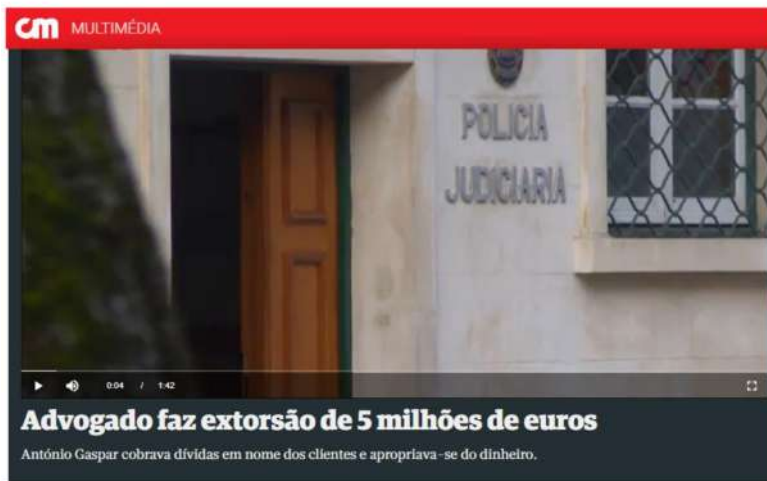 cm MULTIMÉDIA
POLICIA
JUDICIARIA
0:04 / 1:42
Advogado faz extorsão de 5 milhões de euros
António Gaspar cobrava dívidas em nome dos clientes e apropriava-se do dinheiro.